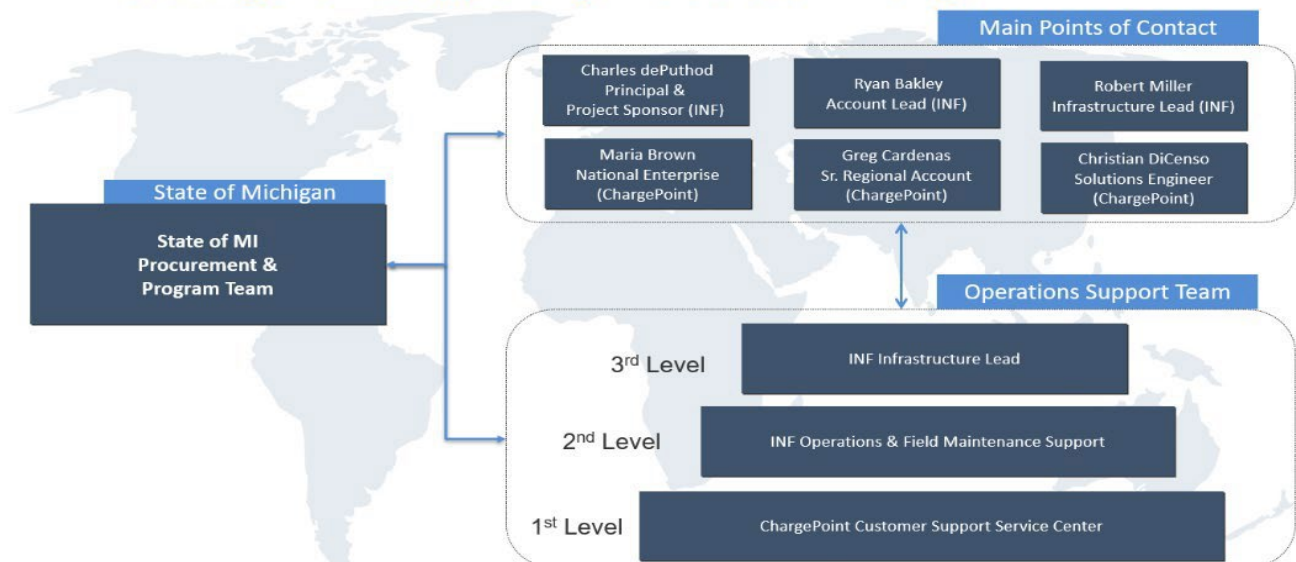 Main Points of Contact
Charles dePuthod
Principal &
Project Sponsor (INF)
Ryan Bakley
Account Lead (INF)
Robert Miller
Infrastructure Lead (INF)
Maria Brown
National Enterprise
(ChargePoint)
Greg Cardenas
Sr. Regional Account
(ChargePoint)
Christian DiCenso
Solutions Engineer
(ChargePoint)
State of Michigan
State of MI
Procurement &
Program Team
Operations Support Team
3rd Level
INF Infrastructure Lead
2nd Level
INF Operations & Field Maintenance Support
1st Level
ChargePoint Customer Support Service Center